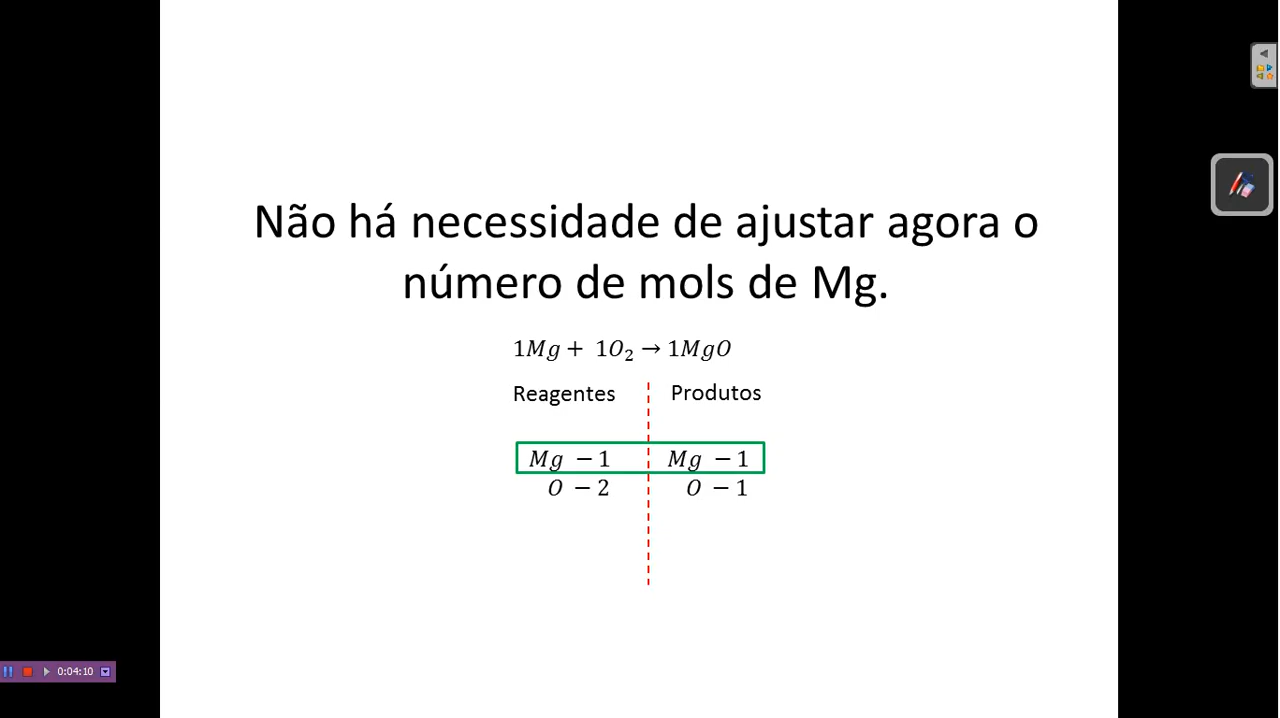 Não há necessidade de ajustar agora o
número de mols de Mg.
1Mg + 1O₂ → 1MgO
Reagentes Produtos
Mg − 1 Mg − 1
O − 2 O − 1
0:04:10